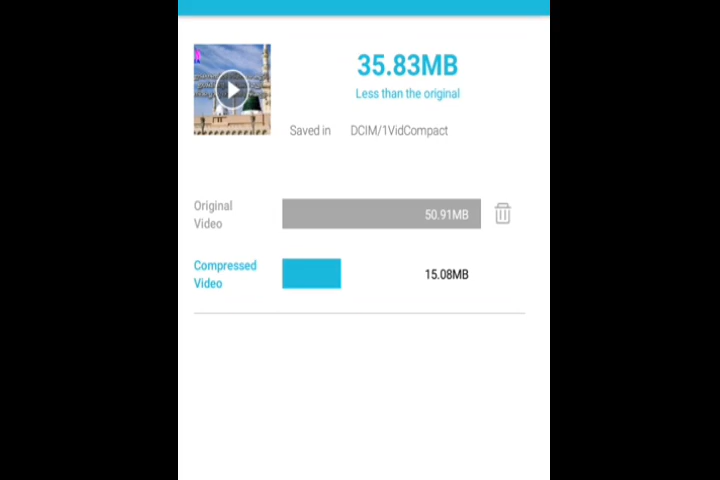 35.83MB
Less than the original
Saved in DCIM/1VidCompact
Original
Video
50.91MB
Compressed
Video
15.08MB